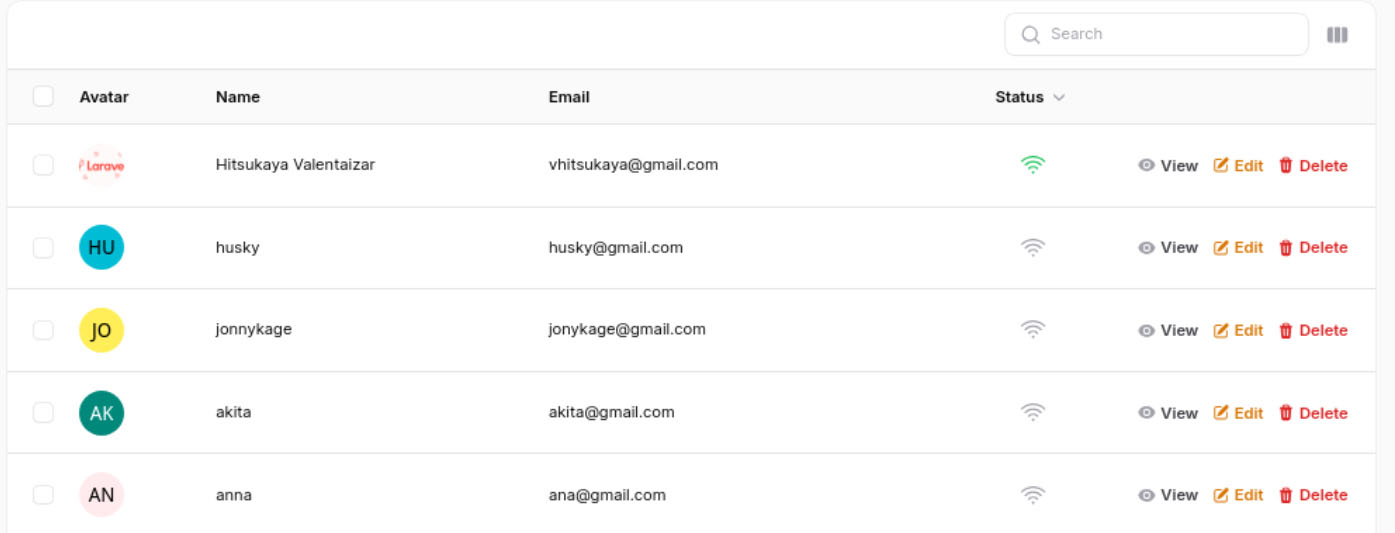 Search
Avatar Name Email Status
Larave Hitsukaya Valentaizar vhitsukaya@gmail.com View Edit Delete
HU husky husky@gmail.com View Edit Delete
JO jonnykage jonykage@gmail.com View Edit Delete
AK akita akita@gmail.com View Edit Delete
AN anna ana@gmail.com View Edit Delete